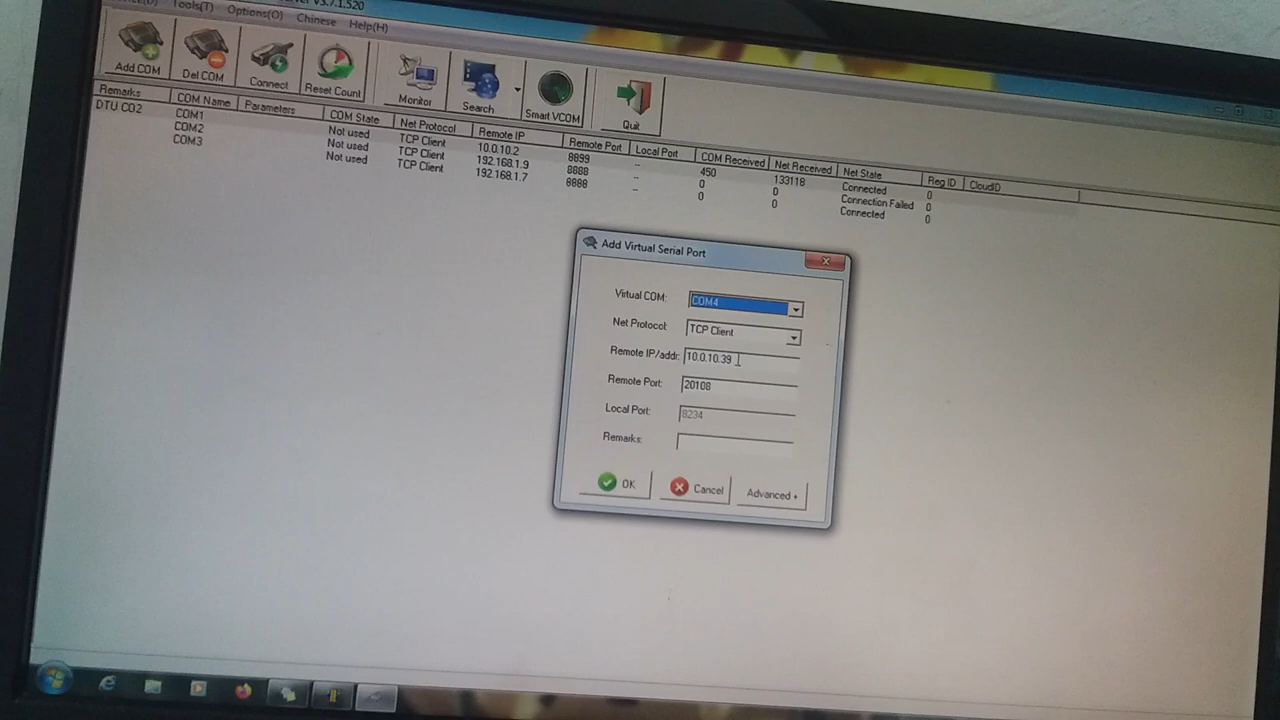 V3.7.1.520
Tools(T) Options(O) Chinese Help(H)
Add COM Del COM Connect Reset Count Monitor Search Smart VCOM Quit
Remarks COM Name Parameters COM State Net Protocol Remote IP Remote Port Local Port COM Received Net Received Net State Reg ID CloudID
DTU CO2 COM1 Not used TCP Client 10.0.10.2 8899 -- 450 133118 Connected 0
COM2 Not used TCP Client 192.168.1.9 8888 -- 0 0 Connection Failed 0
COM3 Not used TCP Client 192.168.1.7 8888 -- 0 0 Connected 0
Add Virtual Serial Port
Virtual COM: COM4
Net Protocol: TCP Client
Remote IP/addr: 10.0.10.39
Remote Port: 20108
Local Port: 8234
Remarks:
OK Cancel Advanced +